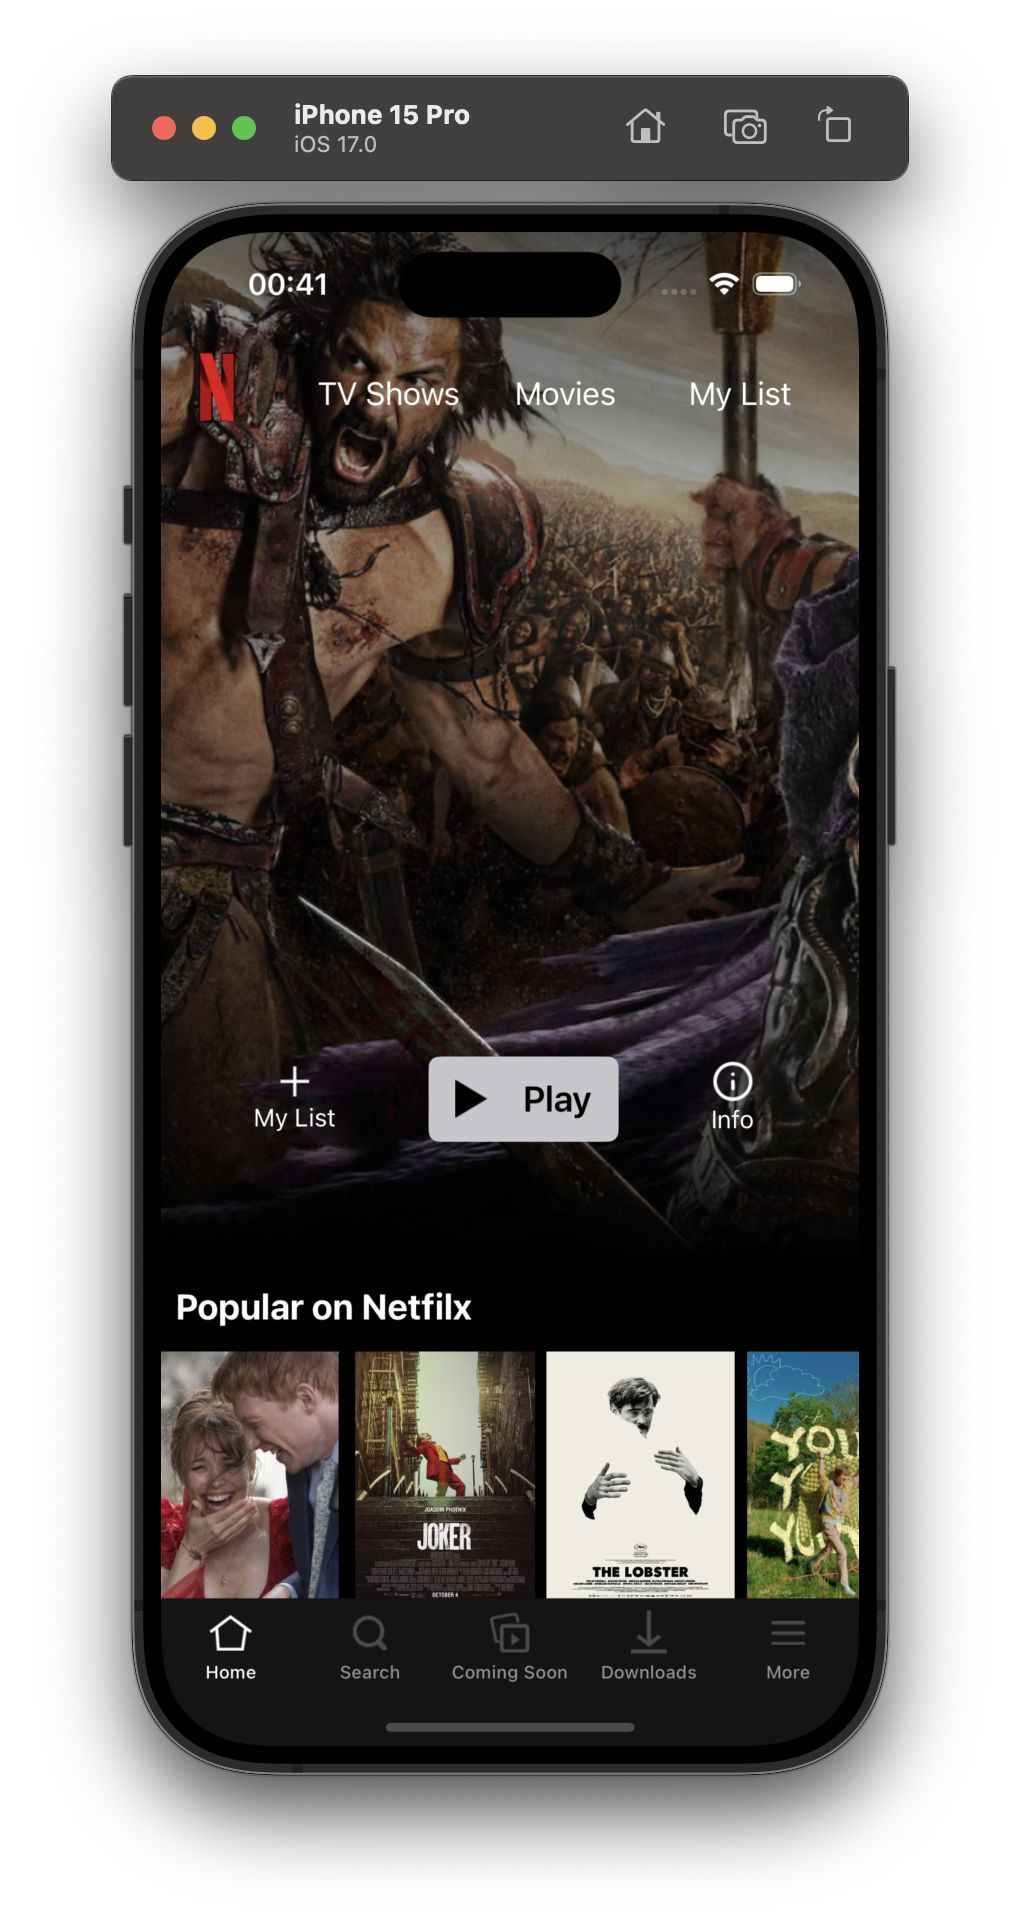 iPhone 15 Pro
iOS 17.0
00:41
N
TV Shows Movies My List
My List
Play
Info
Popular on Netfilx
JOAQUIN PHOENIX
JOKER
OCTOBER 4
THE LOBSTER
YOU
Home Search Coming Soon Downloads More